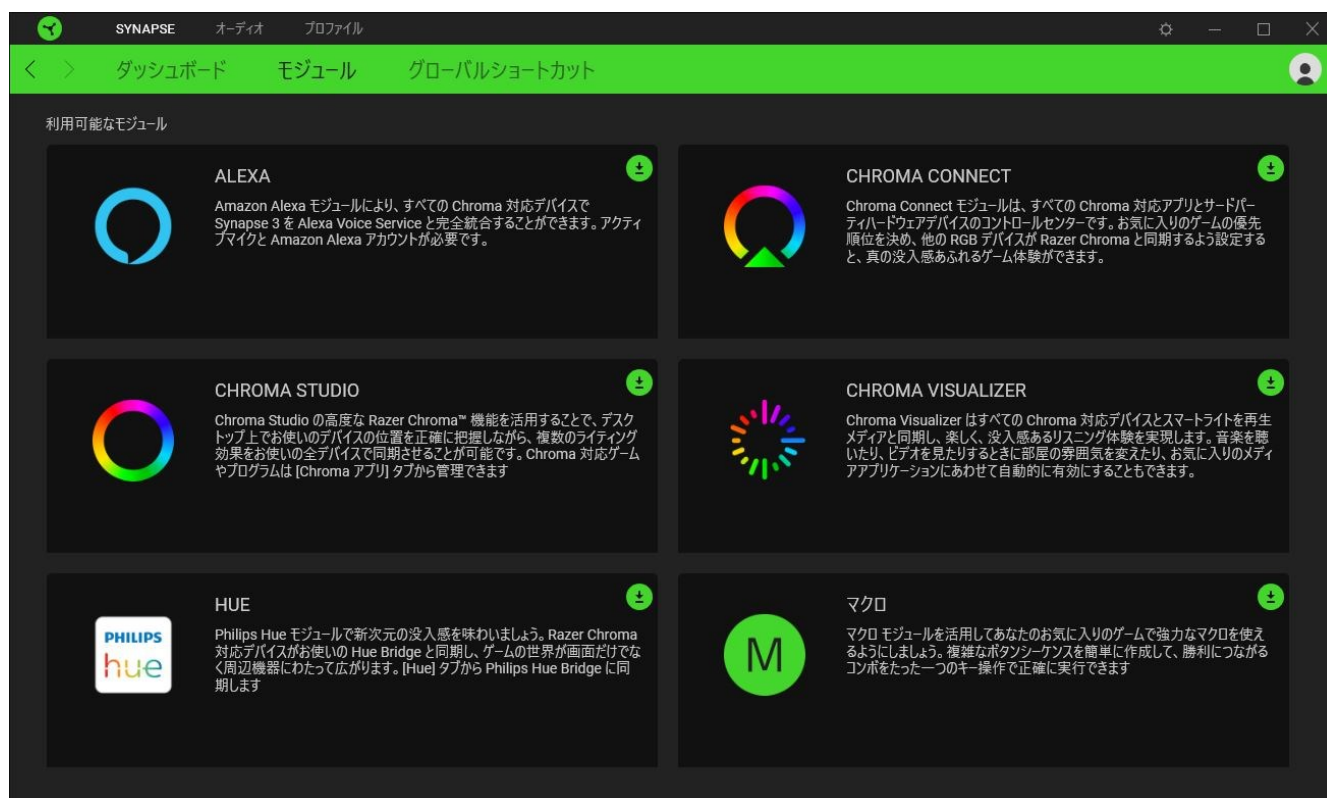 SYNAPSE オーディオ プロファイル
ダッシュボード モジュール グローバルショートカット
利用可能なモジュール
ALEXA
Amazon Alexa モジュールにより、すべての Chroma 対応デバイスで
Synapse 3 を Alexa Voice Service と完全統合することができます。アクティ
ブマイクと Amazon Alexa アカウントが必要です。
CHROMA CONNECT
Chroma Connect モジュールは、すべての Chroma 対応アプリとサードパー
ティハードウェアデバイスのコントロールセンターです。お気に入りのゲームの優先
順位を決め、他の RGB デバイスが Razer Chroma と同期するよう設定する
と、真の没入感あふれるゲーム体験ができます。
CHROMA STUDIO
Chroma Studio の高度な Razer Chroma™ 機能を活用することで、デスク
トップ上でお使いのデバイスの位置を正確に把握しながら、複数のライティング
効果をお使いの全デバイスで同期させることが可能です。Chroma 対応ゲーム
やプログラムは [Chroma アプリ] タブから管理できます
CHROMA VISUALIZER
Chroma Visualizer はすべての Chroma 対応デバイスとスマートライトを再生
メディアと同期し、楽しく、没入感あるリスニング体験を実現します。音楽を聴
いたり、ビデオを見たりするときに部屋の雰囲気を変えたり、お気に入りのメディ
アアプリケーションにあわせて自動的に有効にすることもできます。
PHILIPS
hue
HUE
Philips Hue モジュールで新次元の没入感を味わいましょう。Razer Chroma
対応デバイスがお使いの Hue Bridge と同期し、ゲームの世界が画面だけでな
く周辺機器にわたって広がります。[Hue] タブから Philips Hue Bridge に同
期します
M
マクロ
マクロ モジュールを活用してあなたのお気に入りのゲームで強力なマクロを使え
るようにしましょう。複雑なボタンシーケンスを簡単に作成して、勝利につながる
コンボをたった一つのキー操作で正確に実行できます